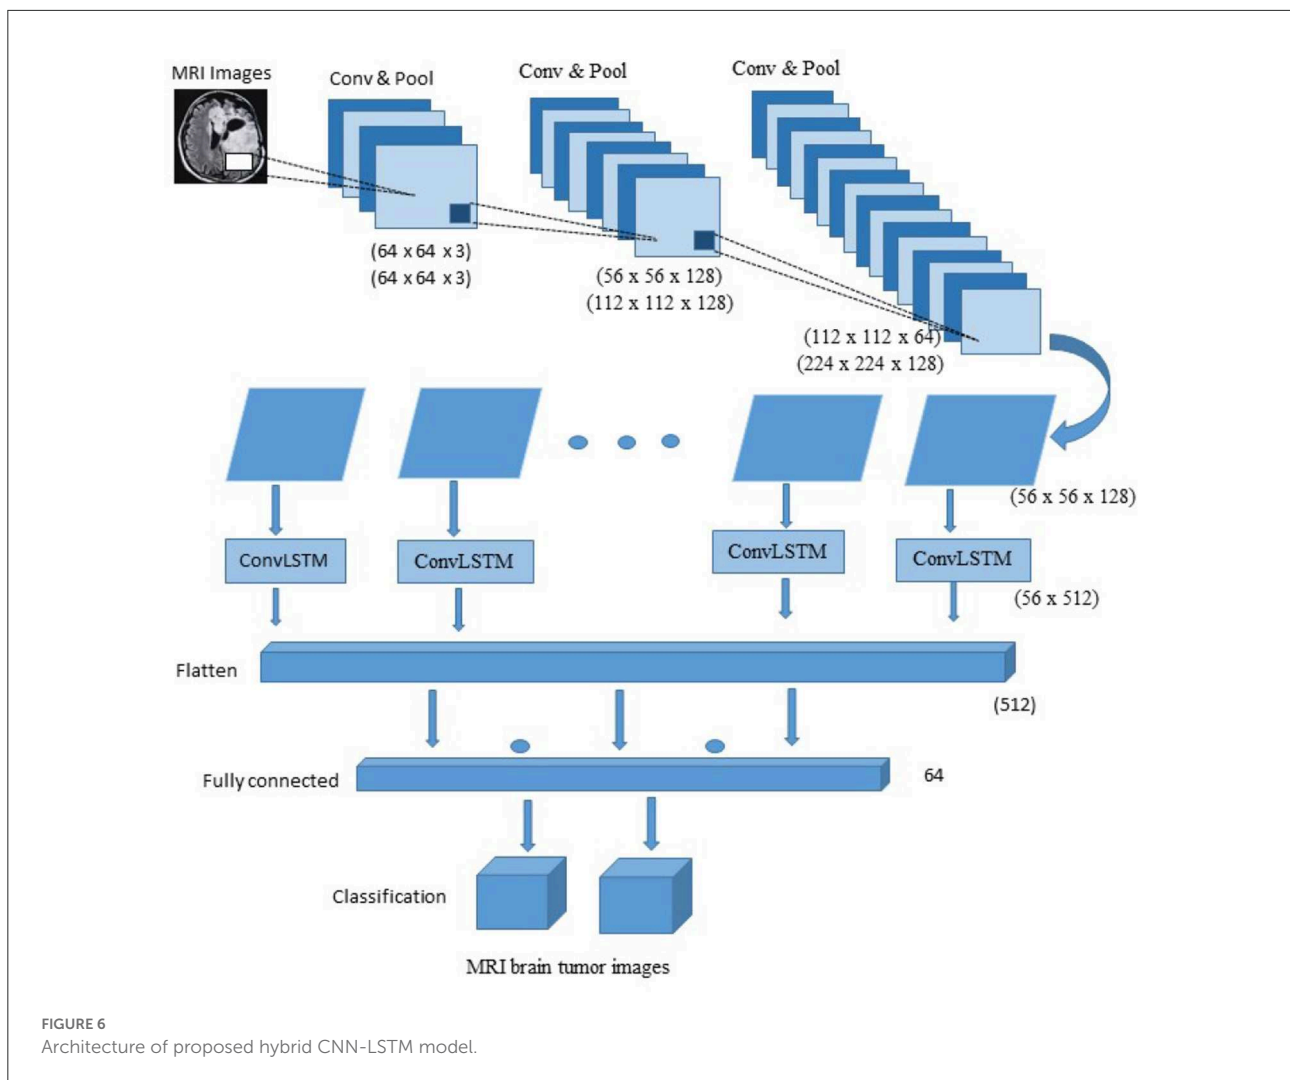 MRI Images
Conv & Pool
Conv & Pool
Conv & Pool
(64 x 64 x 3)
(64 x 64 x 3)
(56 x 56 x 128)
(112 x 112 x 128)
(112 x 112 x 64)
(224 x 224 x 128)
(56 x 56 x 128)
ConvLSTM
ConvLSTM
ConvLSTM
ConvLSTM
(56 x 512)
Flatten
(512)
Fully connected
64
Classification
MRI brain tumor images
FIGURE 6
Architecture of proposed hybrid CNN-LSTM model.